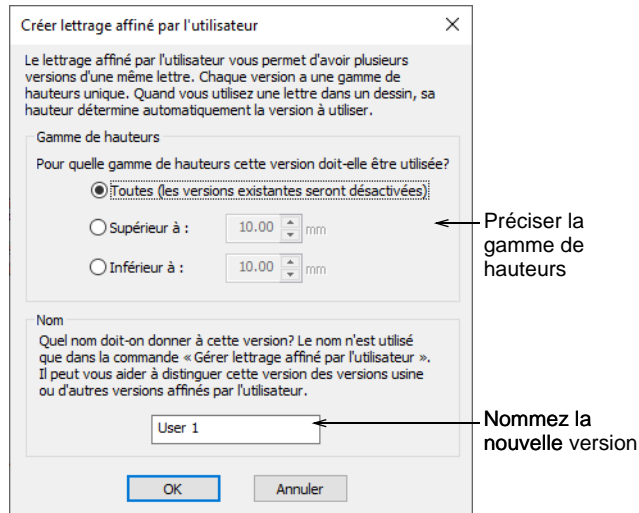 Créer lettrage affiné par l'utilisateur
Le lettrage affiné par l'utilisateur vous permet d'avoir plusieurs
versions d'une même lettre. Chaque version a une gamme de
hauteurs unique. Quand vous utilisez une lettre dans un dessin, sa
hauteur détermine automatiquement la version à utiliser.
Gamme de hauteurs
Pour quelle gamme de hauteurs cette version doit-elle être utilisée?
Toutes (les versions existantes seront désactivées)
Supérieur à :
10.00
mm
Inférieur à :
10.00
mm
Préciser la
gamme de
hauteurs
Nom
Quel nom doit-on donner à cette version? Le nom n'est utilisé
que dans la commande « Gérer lettrage affiné par l'utilisateur ».
Il peut vous aider à distinguer cette version des versions usine
ou d'autres versions affinés par l'utilisateur.
User 1
Nommez la
nouvelle version
OK
Annuler